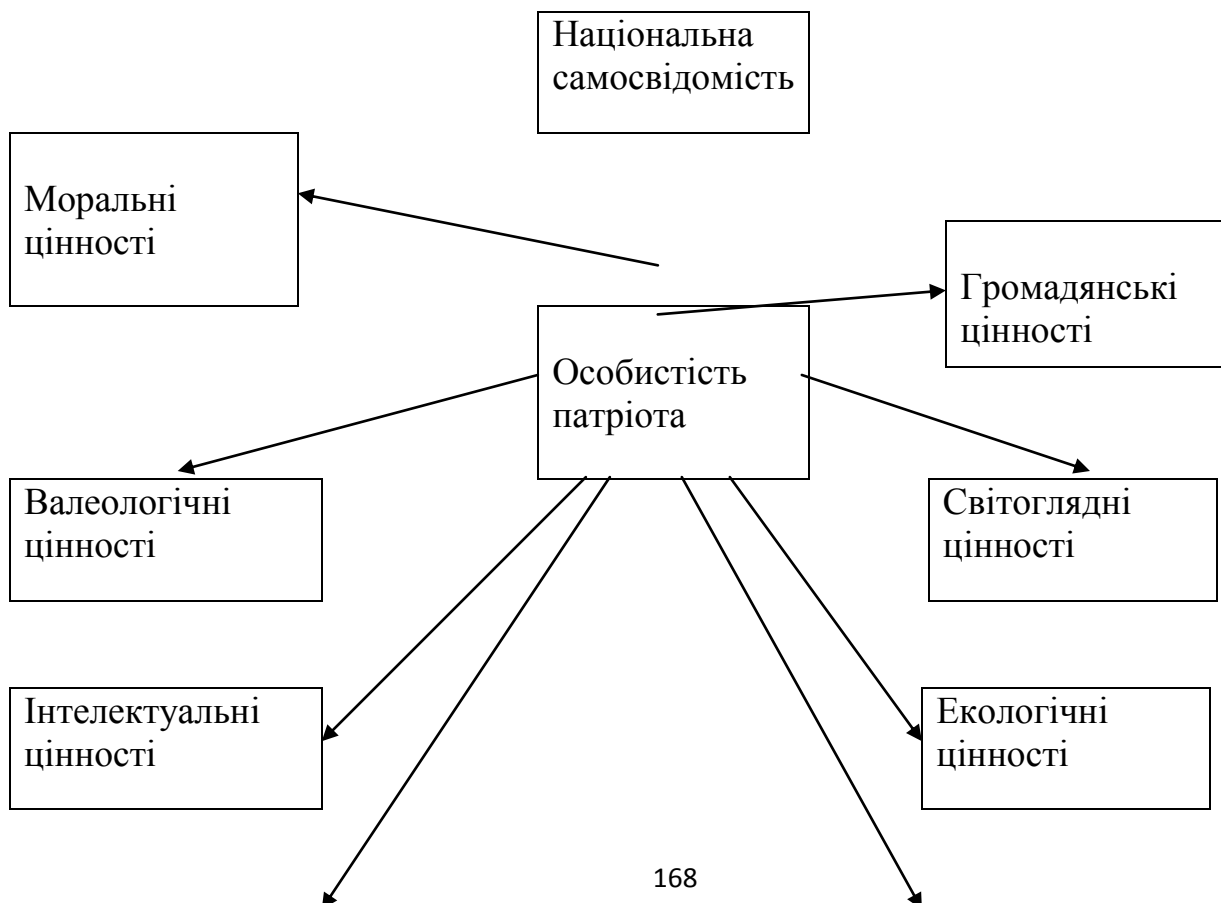 Національна
самосвідомість
Моральні
цінності
Громадянські
цінності
Особистість
патріота
Валеологічні
цінності
Світоглядні
цінності
Інтелектуальні
цінності
Екологічні
цінності
168